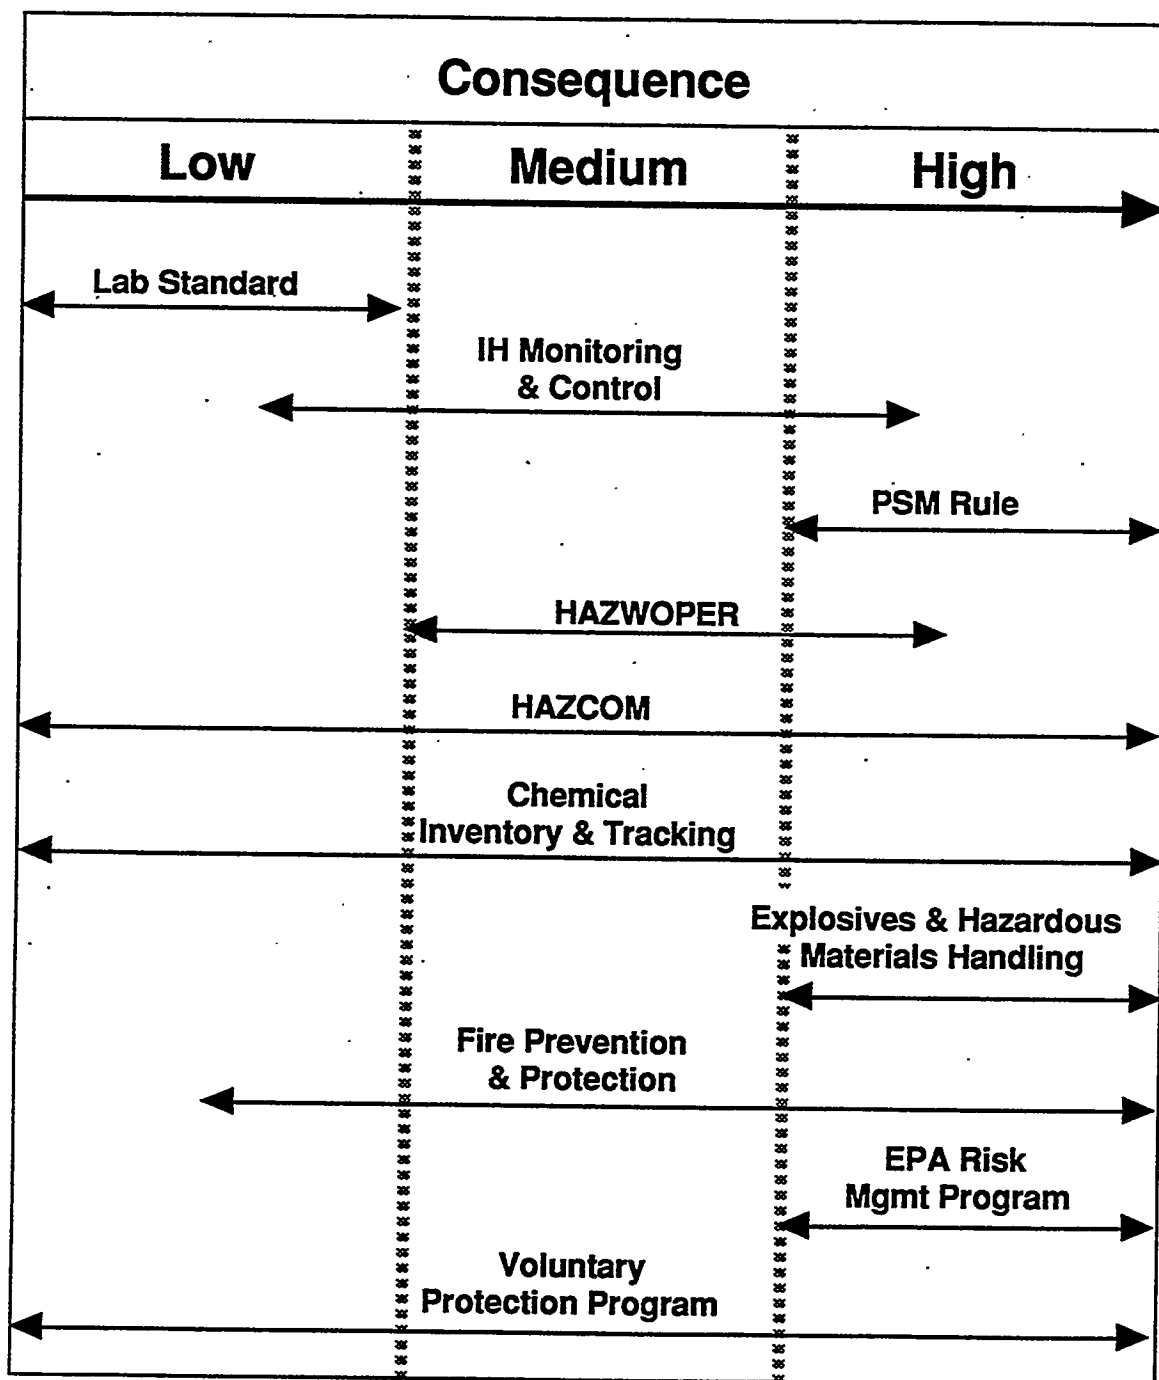 Consequence
Low Medium High
Lab Standard
IH Monitoring
& Control
PSM Rule
HAZWOPER
HAZCOM
Chemical
Inventory & Tracking
Explosives & Hazardous
Materials Handling
Fire Prevention
& Protection
EPA Risk
Mgmt Program
Voluntary
Protection Program